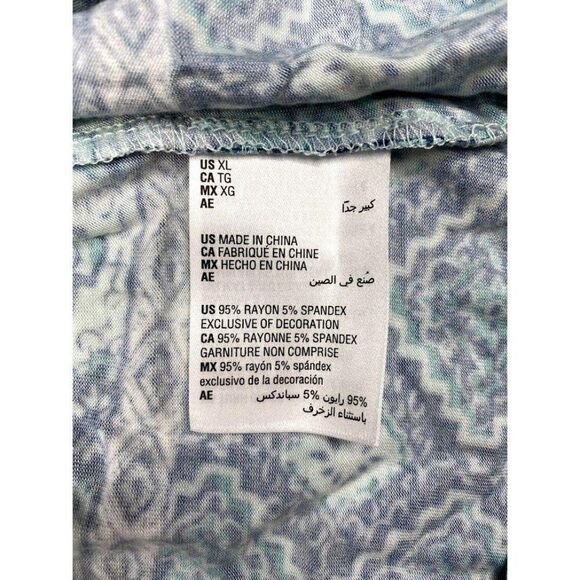 US XL
CA TG
MX XG
AE كبير جدًا
US MADE IN CHINA
CA FABRIQUÉ EN CHINE
MX HECHO EN CHINA
AE صُنع في الصين
US 95% RAYON 5% SPANDEX
EXCLUSIVE OF DECORATION
CA 95% RAYONNE 5% SPANDEX
GARNITURE NON COMPRISE
MX 95% rayón 5% spándex
exclusivo de la decoración
AE 95% رايون 5% سباندكس
باستثناء الزخرف